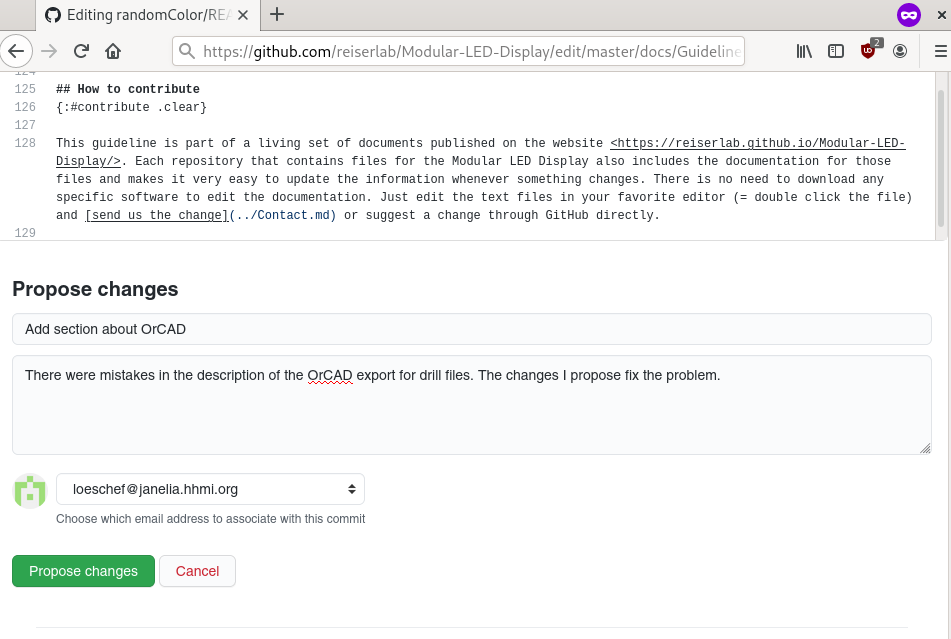 Editing randomColor/REA
2
https://github.com/reiserlab/Modular-LED-Display/edit/master/docs/Guideline
124
125 ## How to contribute
126 {:#contribute .clear}
127
128 This guideline is part of a living set of documents published on the website <https://reiserlab.github.io/Modular-LED-
Display/>. Each repository that contains files for the Modular LED Display also includes the documentation for those
files and makes it very easy to update the information whenever something changes. There is no need to download any
specific software to edit the documentation. Just edit the text files in your favorite editor (= double click the file)
and [send us the change](../Contact.md) or suggest a change through GitHub directly.
129
Propose changes
Add section about OrCAD
There were mistakes in the description of the OrCAD export for drill files. The changes I propose fix the problem.
loeschef@janelia.hhmi.org
Choose which email address to associate with this commit
Propose changes Cancel